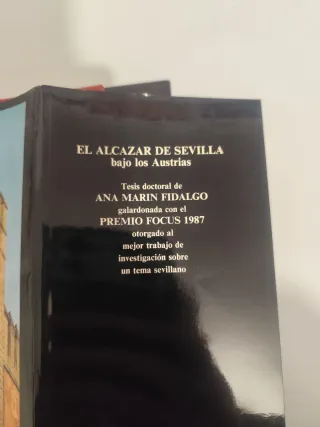 EL ALCAZAR DE SEVILLA
bajo los Austrias
Tesis doctoral de
ANA MARIN FIDALGO
galardonada con el
PREMIO FOCUS 1987
otorgado al
mejor trabajo de
investigación sobre
un tema sevillano